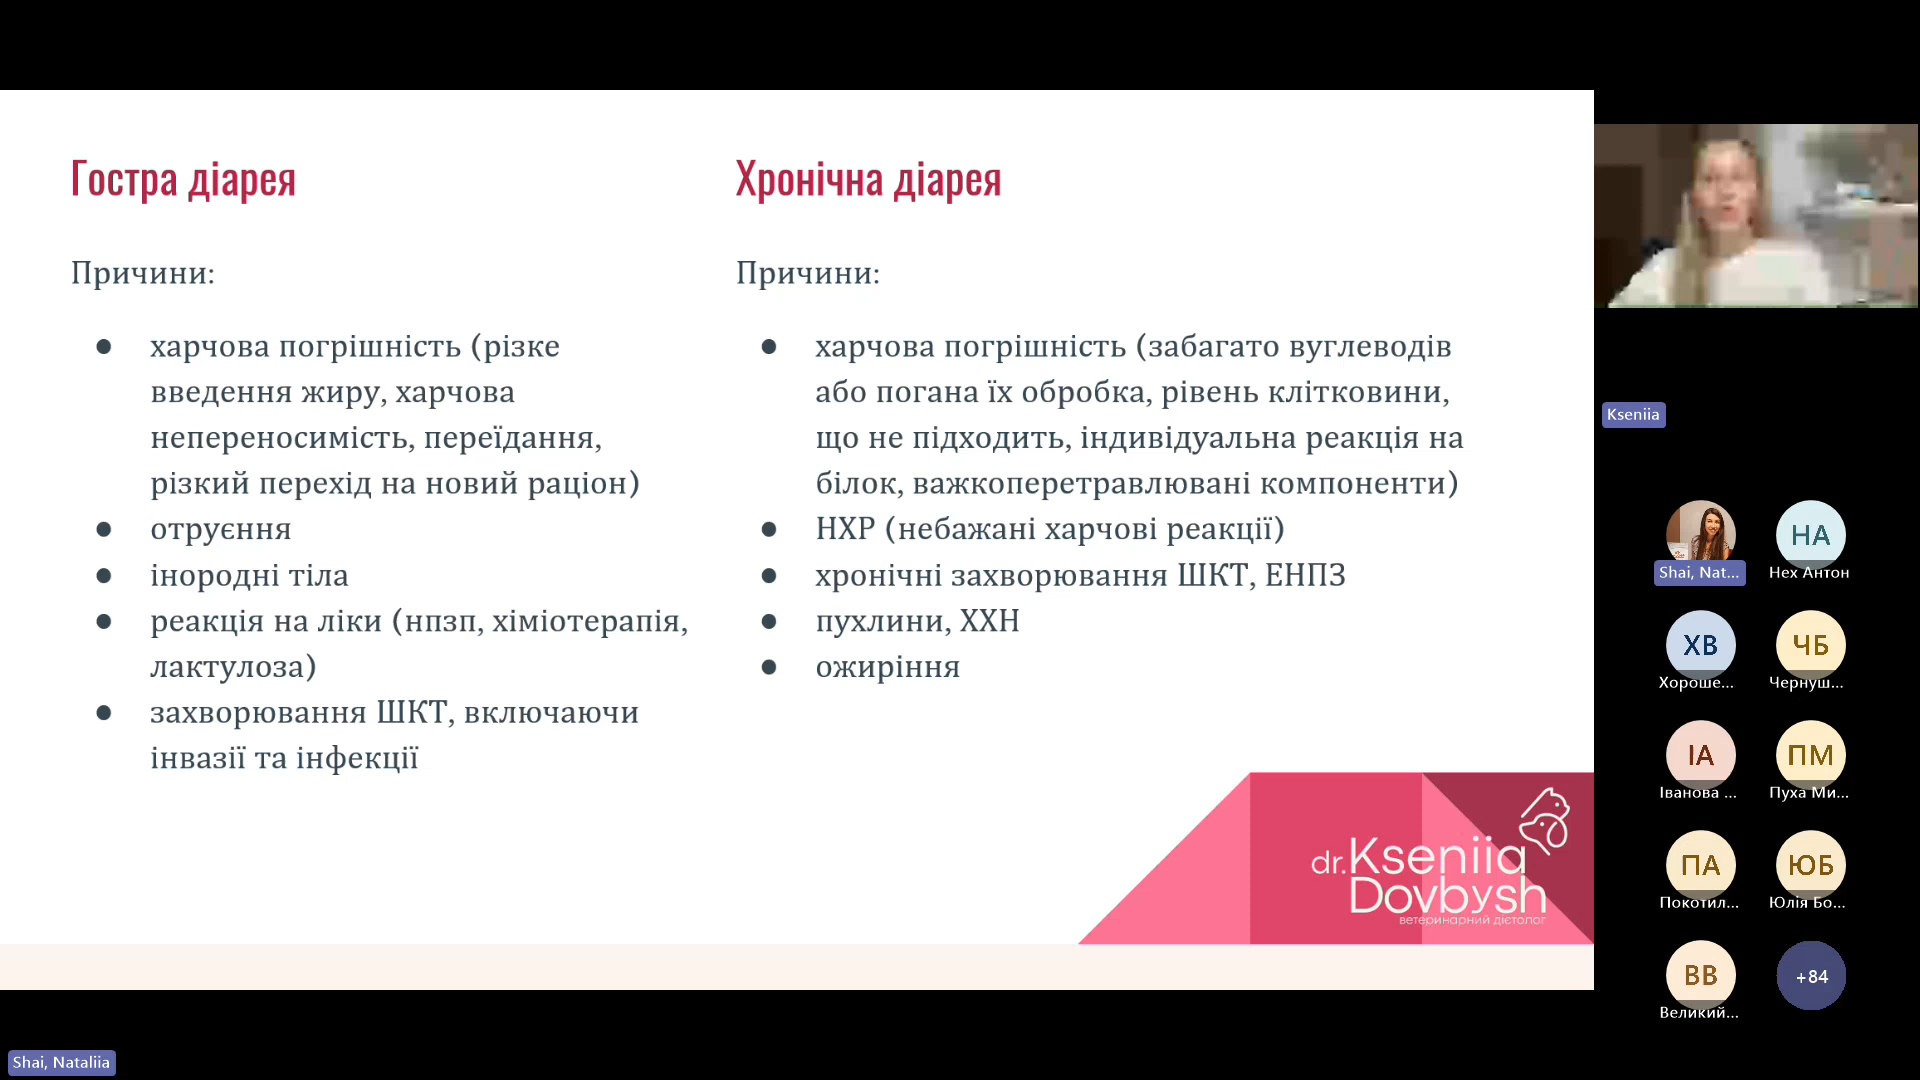 Гостра діарея
Причини:
● харчова погрішність (різке
введення жиру, харчова
непереносимість, переїдання,
різкий перехід на новий раціон)
● отруєння
● інородні тіла
● реакція на ліки (нпзп, хіміотерапія,
лактулоза)
● захворювання ШКТ, включаючи
інвазії та інфекції
Хронічна діарея
Причини:
● харчова погрішність (забагато вуглеводів
або погана їх обробка, рівень клітковини,
що не підходить, індивідуальна реакція на
білок, важкоперетравлювані компоненти)
● НХР (небажані харчові реакції)
● хронічні захворювання ШКТ, ЕНПЗ
● пухлини, ХХН
● ожиріння
dr.Kseniia
Dovbysh
ветеринарний дієтолог
Kseniia
Shai, Nat...
НА
Нех Антон
ХВ
Хороше...
ЧБ
Чернуш...
ІА
Іванова ...
ПМ
Пуха Ми...
ПА
Покотил...
ЮБ
Юлія Бо...
ВВ
Великий...
+84
Shai, Nataliia